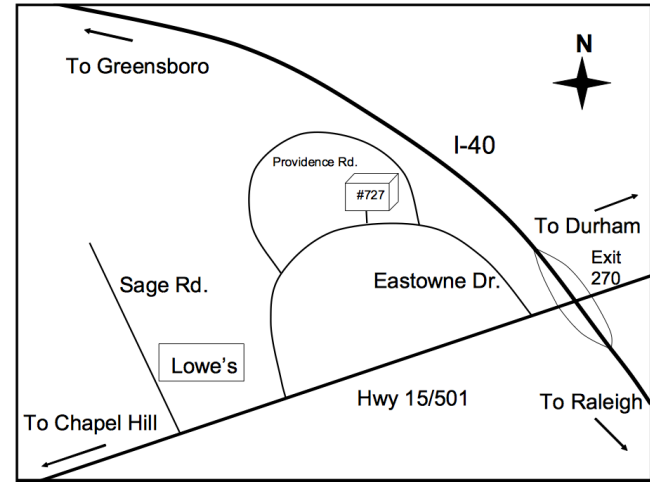 N
To Greensboro
I-40
Providence Rd.
#727
To Durham
Exit
270
Eastowne Dr.
Sage Rd.
Lowe's
Hwy 15/501
To Raleigh
To Chapel Hill